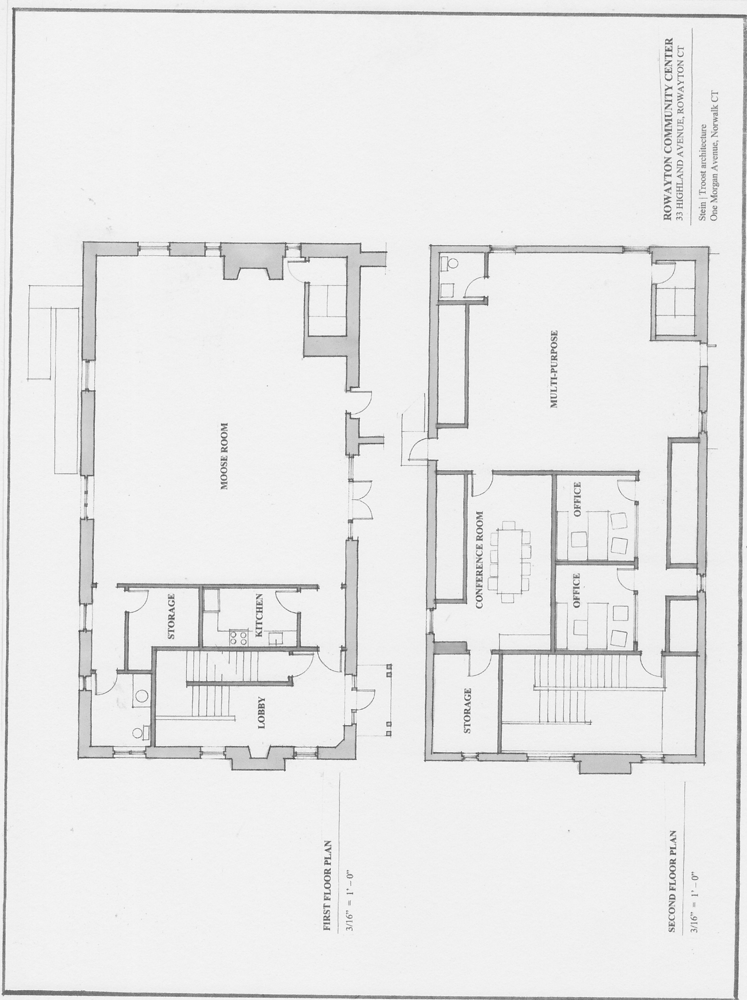 MOOSE ROOM
STORAGE
KITCHEN
LOBBY
FIRST FLOOR PLAN
3/16” = 1’ – 0”
MULTI-PURPOSE
CONFERENCE ROOM
OFFICE
OFFICE
STORAGE
SECOND FLOOR PLAN
3/16” = 1’ – 0”
ROWAYTON COMMUNITY CENTER
33 HIGHLAND AVENUE, ROWAYTON CT
Stein | Troost architecture
One Morgan Avenue, Norwalk CT